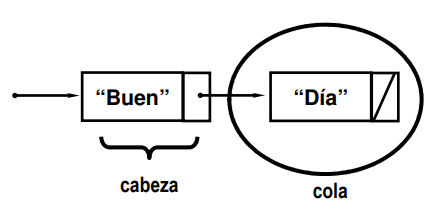 “Buen” “Día”
cabeza
cola